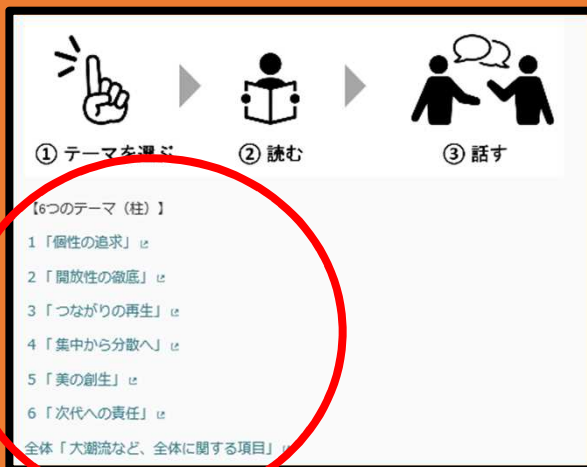 ① テーマを選ぶ
② 読む
③ 話す
【6つのテーマ（柱）】
1「個性の追求」
2「開放性の徹底」
3「つながりの再生」
4「集中から分散へ」
5「美の創生」
6「次代への責任」
全体「大潮流など、全体に関する項目」